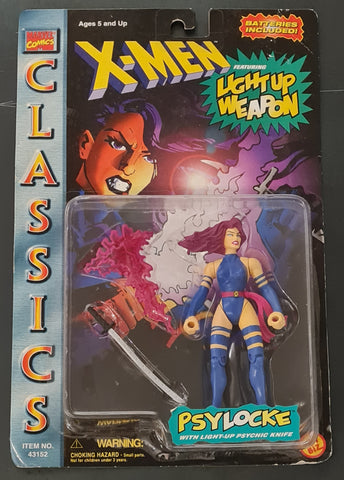 MARVEL
COMICS
Ages 5 and Up
BATTERIES
INCLUDED!
X-MEN
FEATURING
LIGHT UP
WEAPON
CLASSICS
PSYLOCKE
WITH LIGHT-UP PSYCHIC KNIFE
WARNING:
CHOKING HAZARD - Small parts.
Not for children under 3 years.
ITEM NO.
43152
BIZ